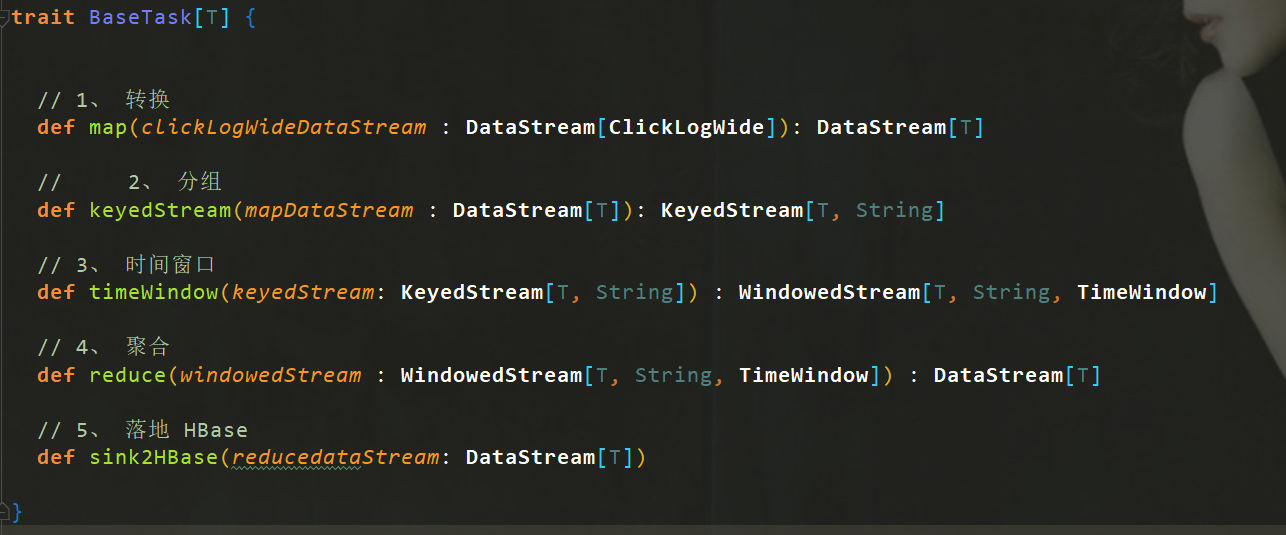 trait BaseTask[T] {
// 1、 转换
def map(clickLogWideDataStream : DataStream[ClickLogWide]): DataStream[T]
//     2、 分组
def keyedStream(mapDataStream : DataStream[T]): KeyedStream[T, String]
// 3、 时间窗口
def timeWindow(keyedStream: KeyedStream[T, String]) : WindowedStream[T, String, TimeWindow]
// 4、 聚合
def reduce(windowedStream : WindowedStream[T, String, TimeWindow]) : DataStream[T]
// 5、 落地 HBase
def sink2HBase(reducedataStream: DataStream[T])
}